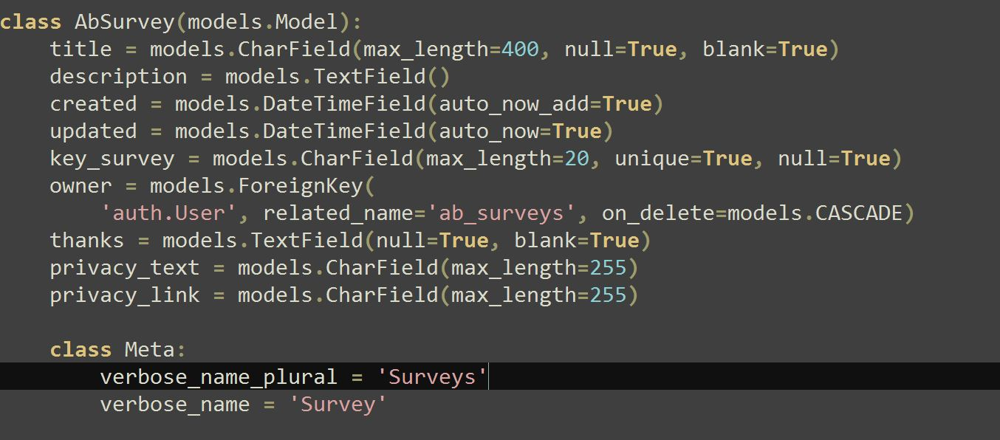 class AbSurvey(models.Model):
    title = models.CharField(max_length=400, null=True, blank=True)
    description = models.TextField()
    created = models.DateTimeField(auto_now_add=True)
    updated = models.DateTimeField(auto_now=True)
    key_survey = models.CharField(max_length=20, unique=True, null=True)
    owner = models.ForeignKey(
        'auth.User', related_name='ab_surveys', on_delete=models.CASCADE)
    thanks = models.TextField(null=True, blank=True)
    privacy_text = models.CharField(max_length=255)
    privacy_link = models.CharField(max_length=255)

    class Meta:
        verbose_name_plural = 'Surveys'
        verbose_name = 'Survey'